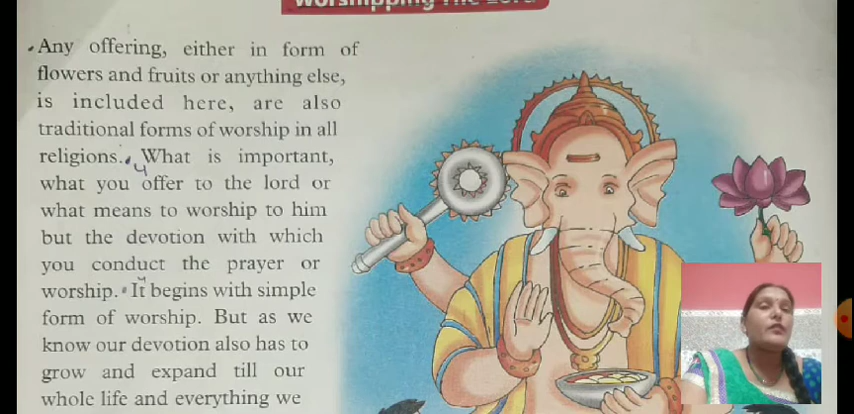 Worshipping The Lord
Any offering, either in form of
flowers and fruits or anything else,
is included here, are also
traditional forms of worship in all
religions. What is important,
what you offer to the lord or
what means to worship to him
but the devotion with which
you conduct the prayer or
worship. It begins with simple
form of worship. But as we
know our devotion also has to
grow and expand till our
whole life and everything we